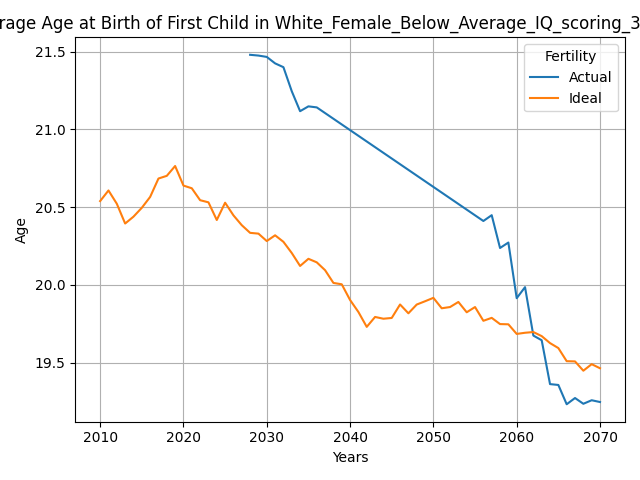 rage Age at Birth of First Child in White_Female_Below_Average_IQ_scoring_3
21.5
21.0
20.5
20.0
19.5
Age
Fertility
Actual
Ideal
2010 2020 2030 2040 2050 2060 2070
Years